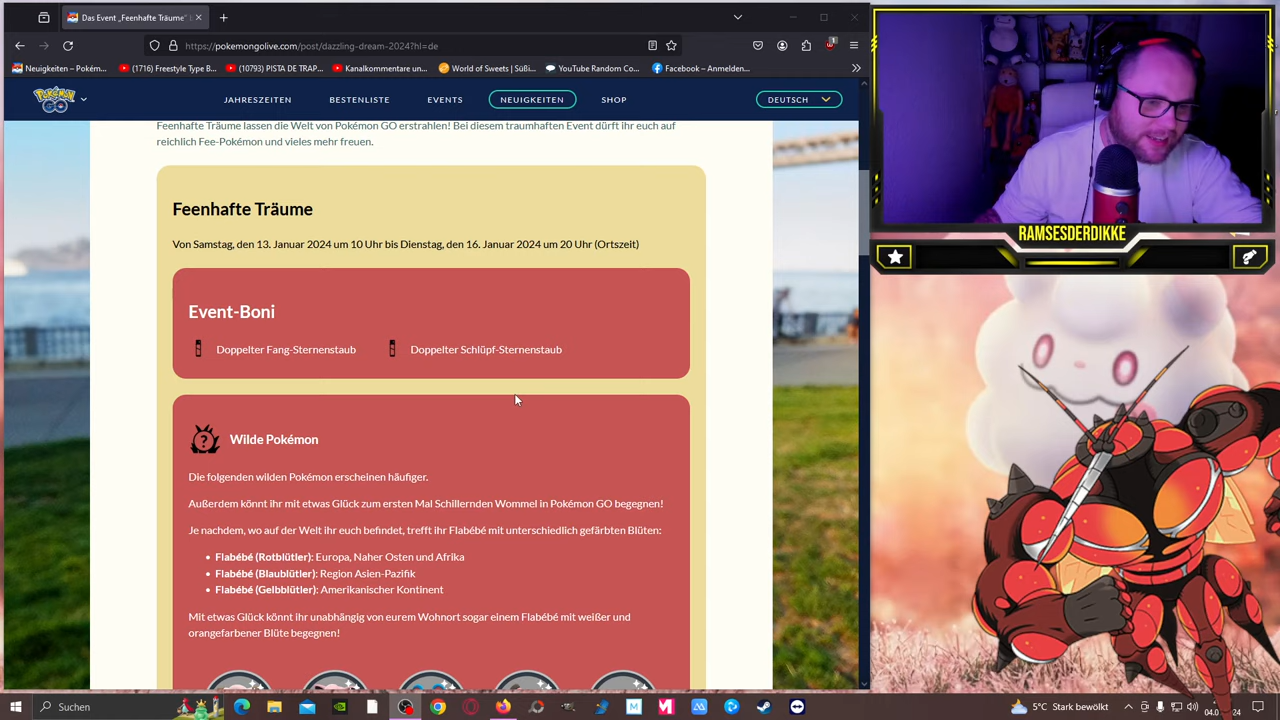 Das Event „Feenhafte Träume“
https://pokemongolive.com/post/dazzling-dream-2024?hl=de
1
Neuigkeiten – Pokém...
(1716) Freestyle Type B...
(10793) PISTA DE TRAP...
Kanalkommentare un...
World of Sweets | Süßi...
YouTube Random Co...
Facebook – Anmelden...
Pokémon GO
JAHRESZEITEN
BESTENLISTE
EVENTS
NEUIGKEITEN
SHOP
DEUTSCH
Feenhafte Träume lassen die Welt von Pokémon GO erstrahlen! Bei diesem traumhaften Event dürft ihr euch auf
reichlich Fee-Pokémon und vieles mehr freuen.
Feenhafte Träume
Von Samstag, den 13. Januar 2024 um 10 Uhr bis Dienstag, den 16. Januar 2024 um 20 Uhr (Ortszeit)
Event-Boni
Doppelter Fang-Sternenstaub
Doppelter Schlüpf-Sternenstaub
Wilde Pokémon
Die folgenden wilden Pokémon erscheinen häufiger.
Außerdem könnt ihr mit etwas Glück zum ersten Mal Schillernden Wommel in Pokémon GO begegnen!
Je nachdem, wo auf der Welt ihr euch befindet, trefft ihr Flabébé mit unterschiedlich gefärbten Blüten:
• Flabébé (Rotblütler): Europa, Naher Osten und Afrika
• Flabébé (Blaublütler): Region Asien-Pazifik
• Flabébé (Gelbblütler): Amerikanischer Kontinent
Mit etwas Glück könnt ihr unabhängig von eurem Wohnort sogar einem Flabébé mit weißer und
orangefarbener Blüte begegnen!
RAMSESDERDIKKE
Suchen
5°C Stark bewölkt